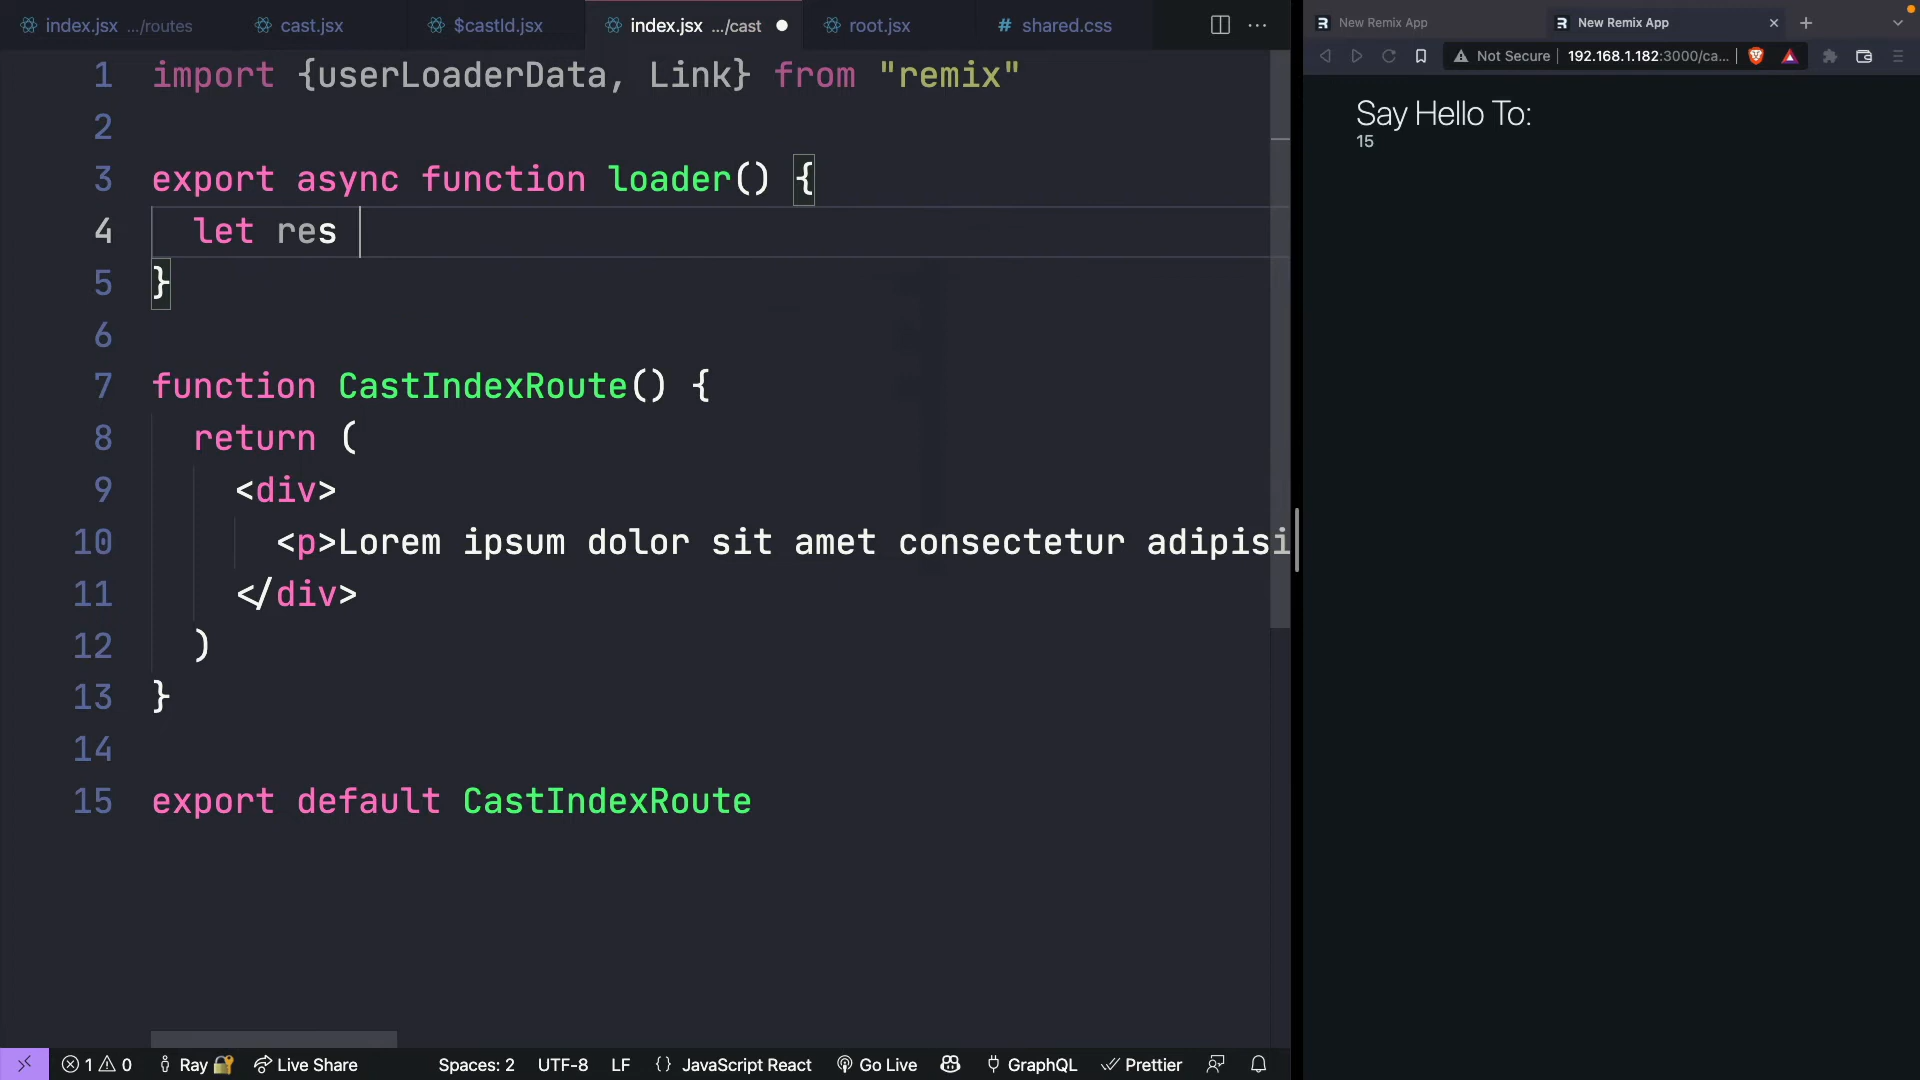 index.jsx .../routes
cast.jsx
$castId.jsx
index.jsx .../cast
root.jsx
# shared.css
1 import {userLoaderData, Link} from "remix"
2
3 export async function loader() {
4 let res
5 }
6
7 function CastIndexRoute() {
8 return (
9 <div>
10 <p>Lorem ipsum dolor sit amet consectetur adipisi
11 </div>
12 )
13 }
14
15 export default CastIndexRoute
1 0 Ray Live Share Spaces: 2 UTF-8 LF {} JavaScript React Go Live GraphQL Prettier
New Remix App
New Remix App
Not Secure 192.168.1.182:3000/ca...
Say Hello To:
15